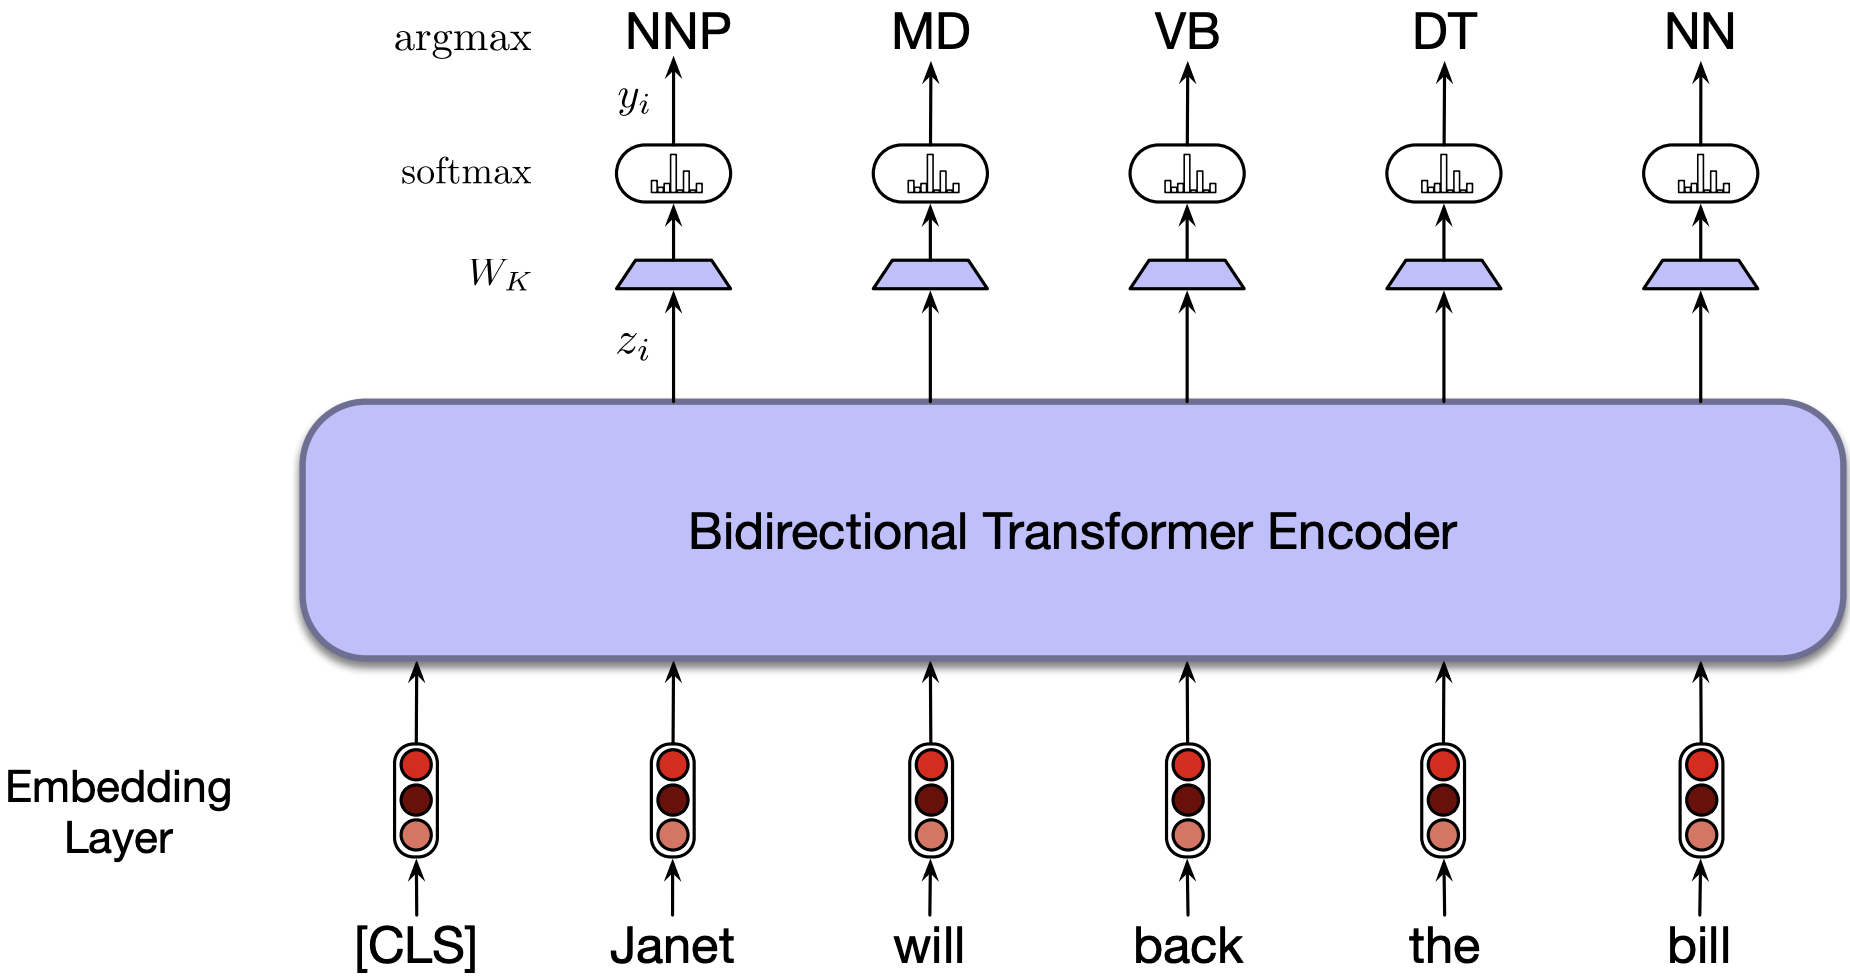 argmax NNP MD VB DT NN
y_i
softmax
W_K
z_i
Bidirectional Transformer Encoder
Embedding
Layer
[CLS] Janet will back the bill